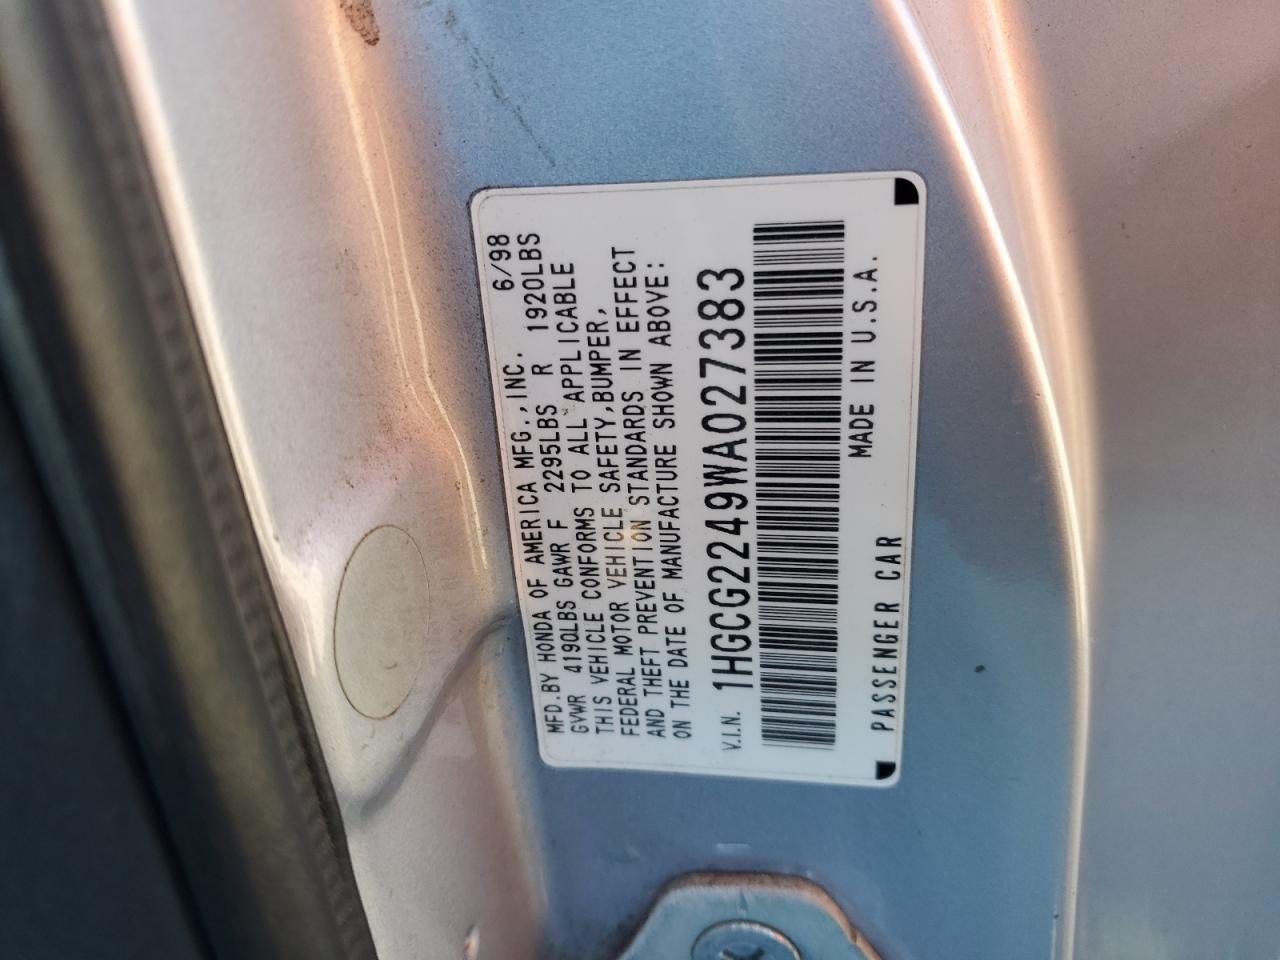 MFD.BY HONDA OF AMERICA MFG.,INC. 6/98
GVWR 4190LBS GAWR F 2295LBS R 1920LBS
THIS VEHICLE CONFORMS TO ALL APPLICABLE
FEDERAL MOTOR VEHICLE SAFETY,BUMPER,
AND THEFT PREVENTION STANDARDS IN EFFECT
ON THE DATE OF MANUFACTURE SHOWN ABOVE:
V.I.N. 1HGCG2249WA027383
MADE IN U.S.A.
PASSENGER CAR